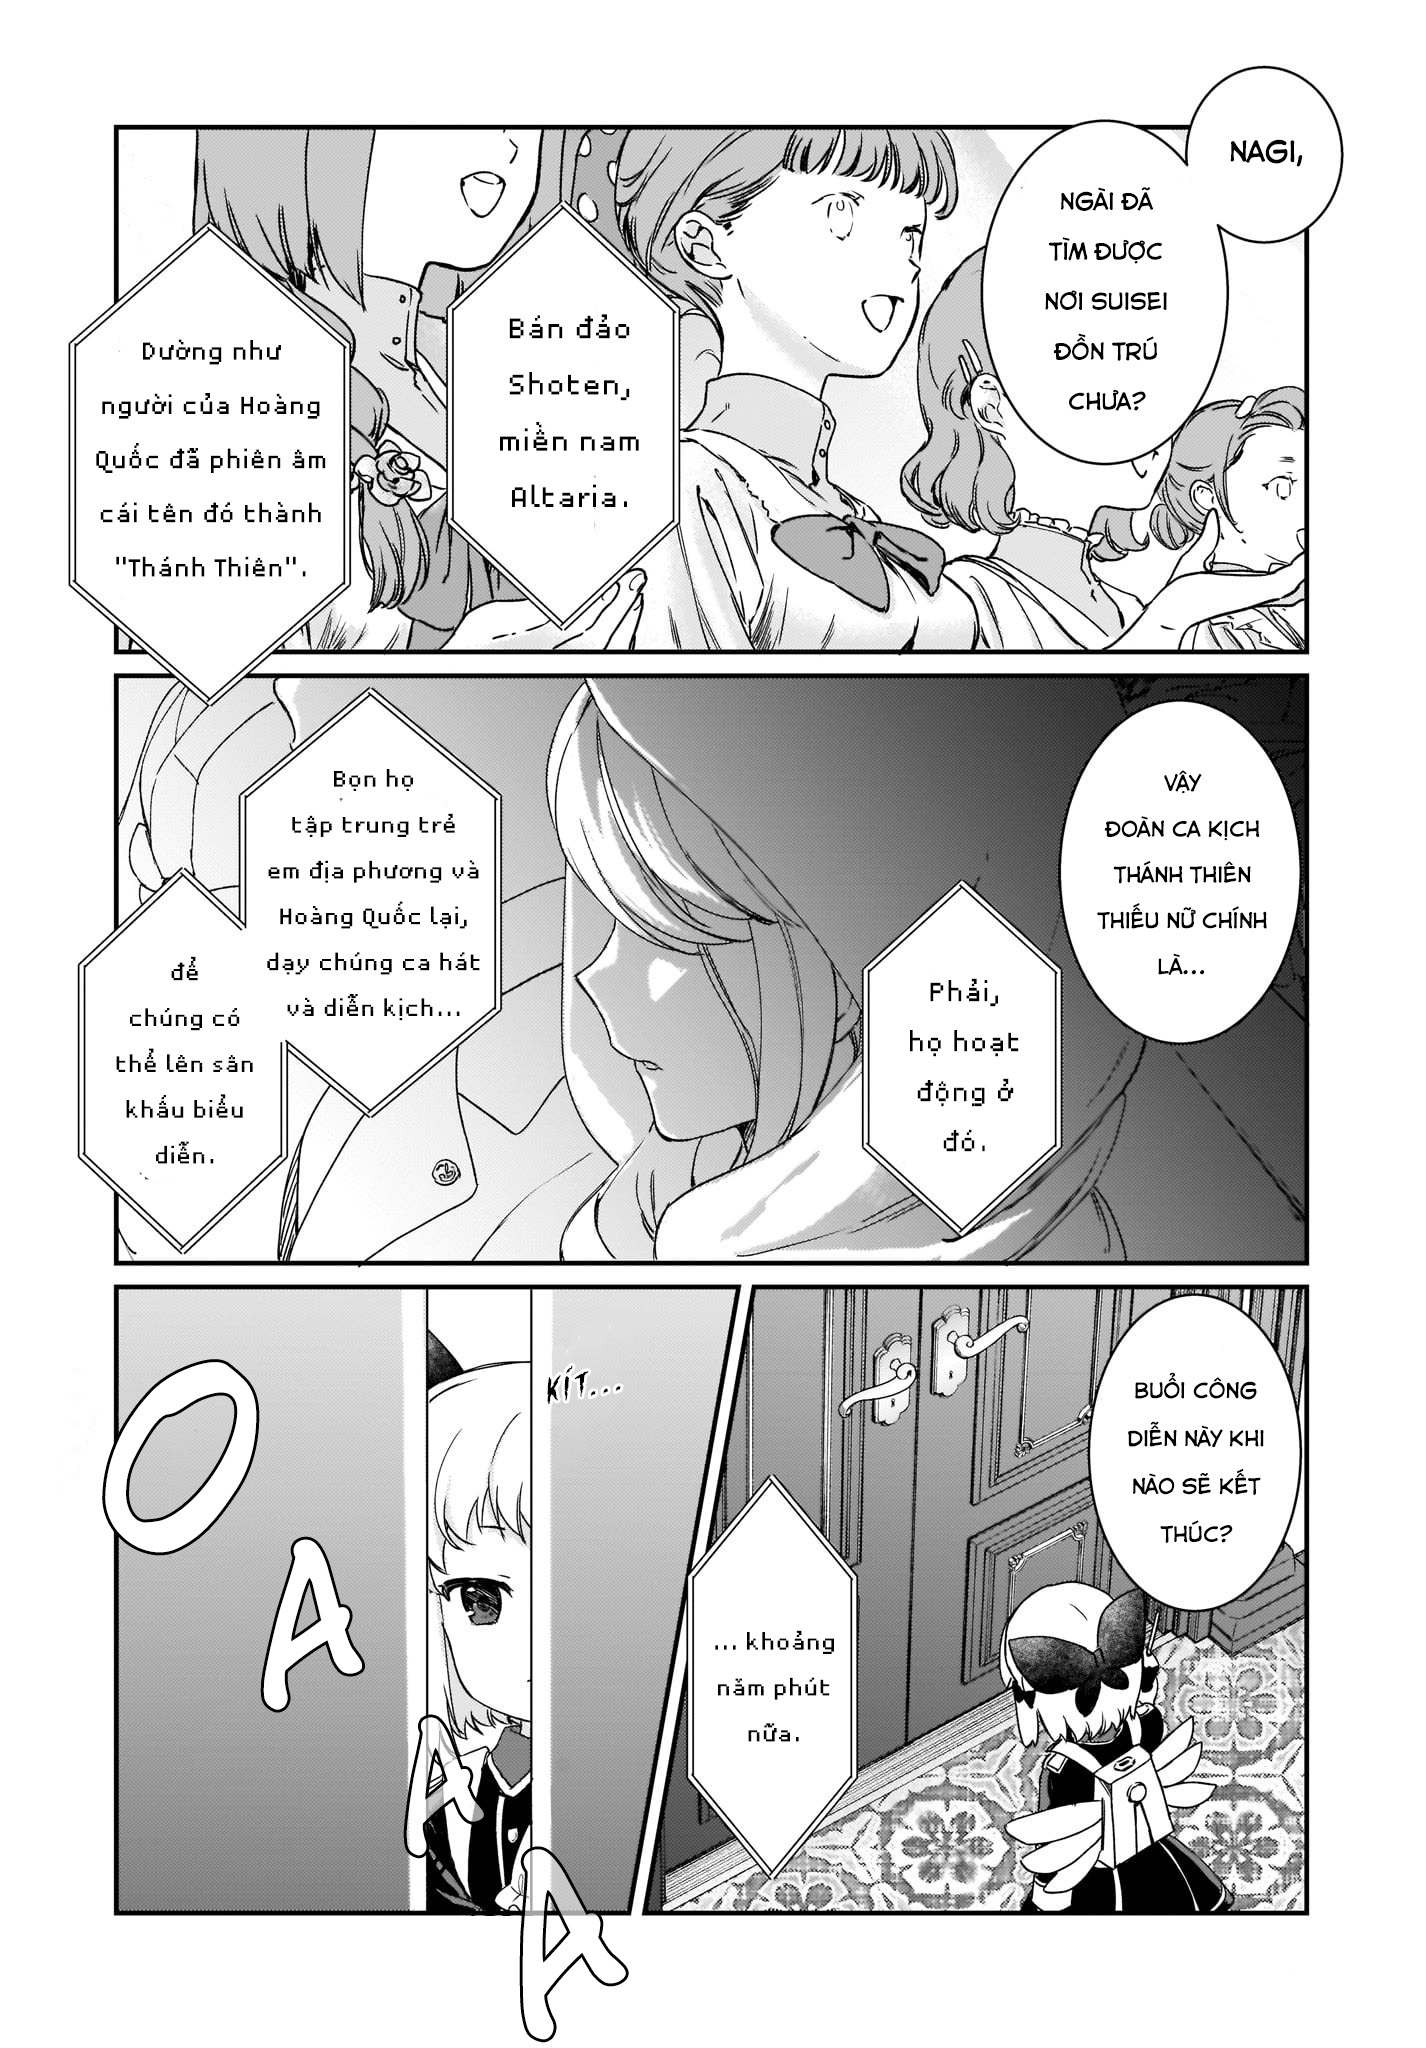 NAGI,
NGÀI ĐÃ
TÌM ĐƯỢC
NƠI SUISEI
ĐỒN TRÚ
CHƯA?
Bán đảo
Shoten,
miền nam
Altaria.
Dường như
người của Hoàng
Quốc đã phiên âm
cái tên đó thành
"Thánh Thiên".
VẬY
ĐOÀN CA KỊCH
THÁNH THIÊN
THIẾU NỮ CHÍNH
LÀ...
Phải,
họ hoạt
động ở
đó.
Bọn họ
tập trung trẻ
em địa phương và
Hoàng Quốc lại,
dạy chúng ca hát
và diễn kịch...
để
chúng có
thể lên sân
khấu biểu
diễn.
BUỔI CÔNG
DIỄN NÀY KHI
NÀO SẼ KẾT
THÚC?
... khoảng
năm phút
nữa.
KÍT...
O
A
A
A